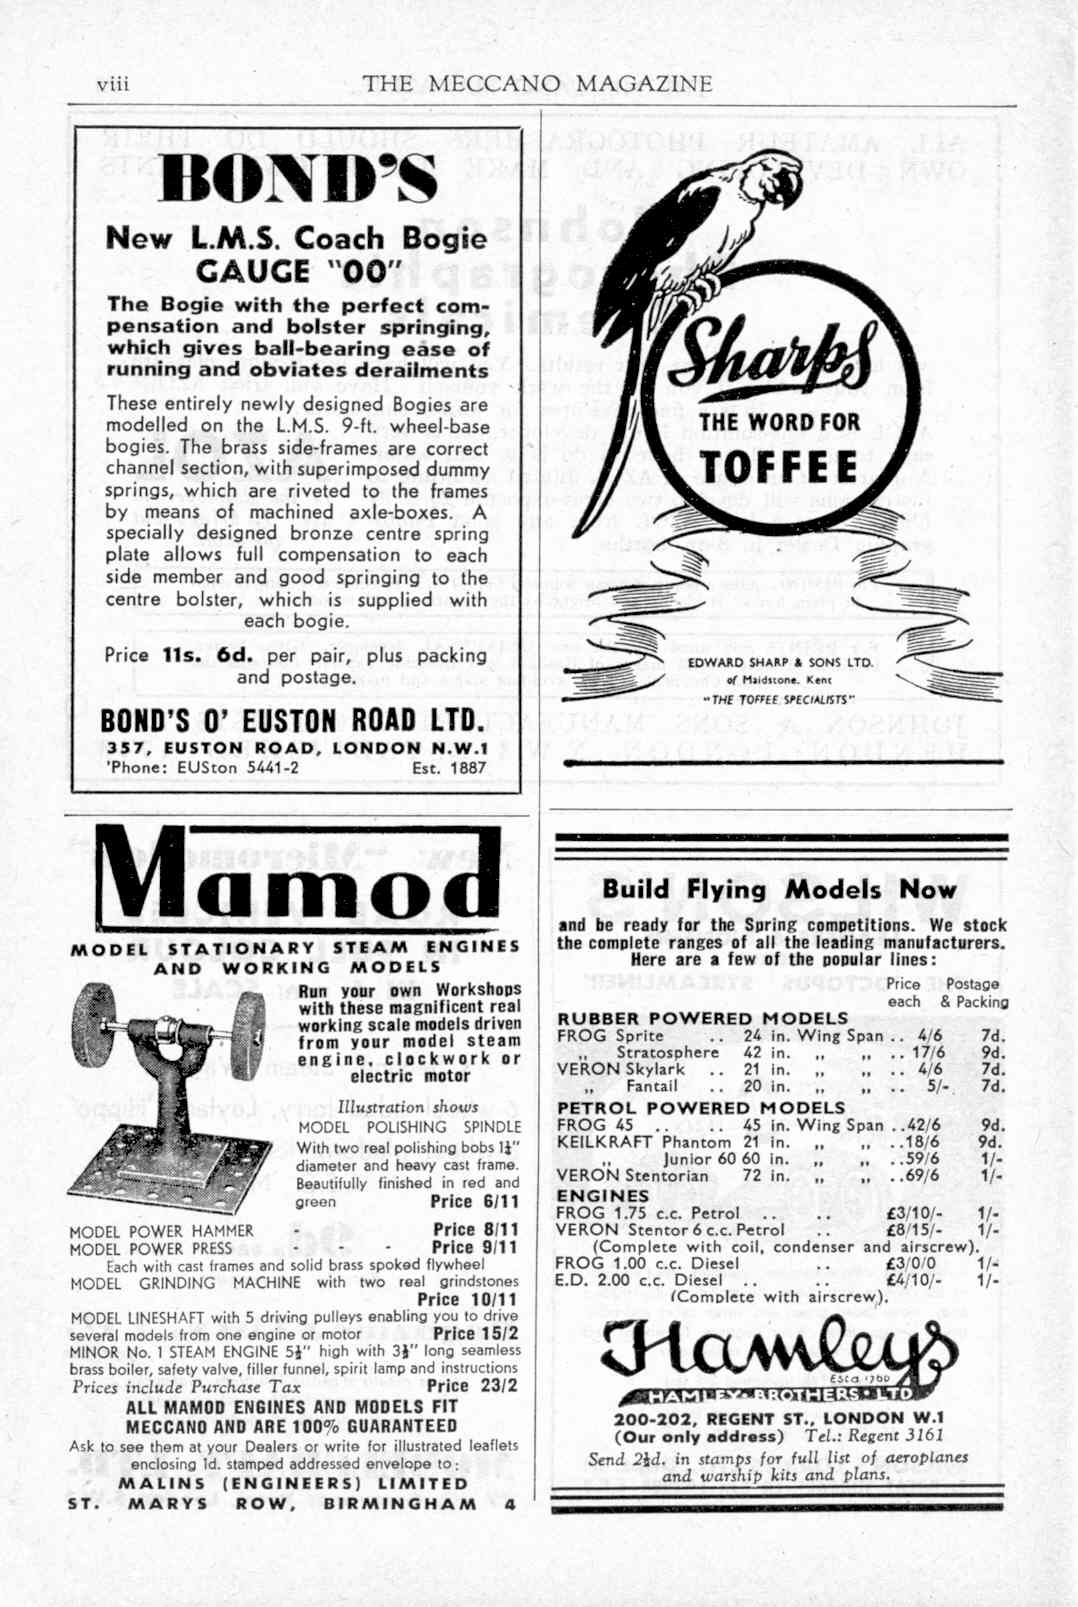 viii THE MECCANO MAGAZINE
BOND'S
New L.M.S. Coach Bogie
GAUGE "OO"
The Bogie with the perfect com-
pensation and bolster springing,
which gives ball-bearing ease of
running and obviates derailments
These entirely newly designed Bogies are
modelled on the L.M.S. 9-ft. wheel-base
bogies. The brass side-frames are correct
channel section, with superimposed dummy
springs, which are riveted to the frames
by means of machined axle-boxes. A
specially designed bronze centre spring
plate allows full compensation to each
side member and good springing to the
centre bolster, which is supplied with
each bogie.
Price 11s. 6d. per pair, plus packing
and postage.
BOND'S O' EUSTON ROAD LTD.
357, EUSTON ROAD, LONDON N.W.1
'Phone: EUSton 5441-2 Est. 1887
Sharps
THE WORD FOR
TOFFEE
EDWARD SHARP & SONS LTD.
of Maidstone. Kent
"THE TOFFEE SPECIALISTS"
Mamod
MODEL STATIONARY STEAM ENGINES
AND WORKING MODELS
Run your own Workshops
with these magnificent real
working scale models driven
from your model steam
engine, clockwork or
electric motor
Illustration shows
MODEL POLISHING SPINDLE
With two real polishing bobs 1¼"
diameter and heavy cast frame.
Beautifully finished in red and
green Price 6/11
MODEL POWER HAMMER - Price 8/11
MODEL POWER PRESS - - - Price 9/11
Each with cast frames and solid brass spoked flywheel
MODEL GRINDING MACHINE with two real grindstones
Price 10/11
MODEL LINESHAFT with 5 driving pulleys enabling you to drive
several models from one engine or motor Price 15/2
MINOR No. 1 STEAM ENGINE 5¼" high with 3¼" long seamless
brass boiler, safety valve, filler funnel, spirit lamp and instructions
Prices include Purchase Tax Price 23/2
ALL MAMOD ENGINES AND MODELS FIT
MECCANO AND ARE 100% GUARANTEED
Ask to see them at your Dealers or write for illustrated leaflets
enclosing 1d. stamped addressed envelope to:
MALINS (ENGINEERS) LIMITED
ST. MARYS ROW, BIRMINGHAM 4
Build Flying Models Now
and be ready for the Spring competitions. We stock
the complete ranges of all the leading manufacturers.
Here are a few of the popular lines:
Price Postage
each & Packing
RUBBER POWERED MODELS
FROG Sprite .. 24 in. Wing Span .. 4/6 7d.
,, Stratosphere 42 in. ,, ,, .. 17/6 9d.
VERON Skylark .. 21 in. ,, ,, .. 4/6 7d.
,, Fantail .. 20 in. ,, ,, .. 5/-. 7d.
PETROL POWERED MODELS
FROG 45 .. .. 45 in. Wing Span ..42/6 9d.
KEILKRAFT Phantom 21 in. ,, ,, ..18/6 9d.
,, Junior 60 60 in. ,, ,, ..59/6 1/-
VERON Stentorian 72 in. ,, ,, ..69/6 1/-
ENGINES
FROG 1.75 c.c. Petrol .. .. £3/10/- 1/-
VERON Stentor 6 c.c. Petrol .. £8/15/- 1/-
(Complete with coil, condenser and airscrew).
FROG 1.00 c.c. Diesel .. £3/0/0 1/-
E.D. 2.00 c.c. Diesel .. .. £4/10/- 1/-
(Complete with airscrew).
Hamleys
Estd. 1760
HAMLEY·BROTHERS·LTD
200-202, REGENT ST., LONDON W.1
(Our only address) Tel.: Regent 3161
Send 2½d. in stamps for full list of aeroplanes
and warship kits and plans.